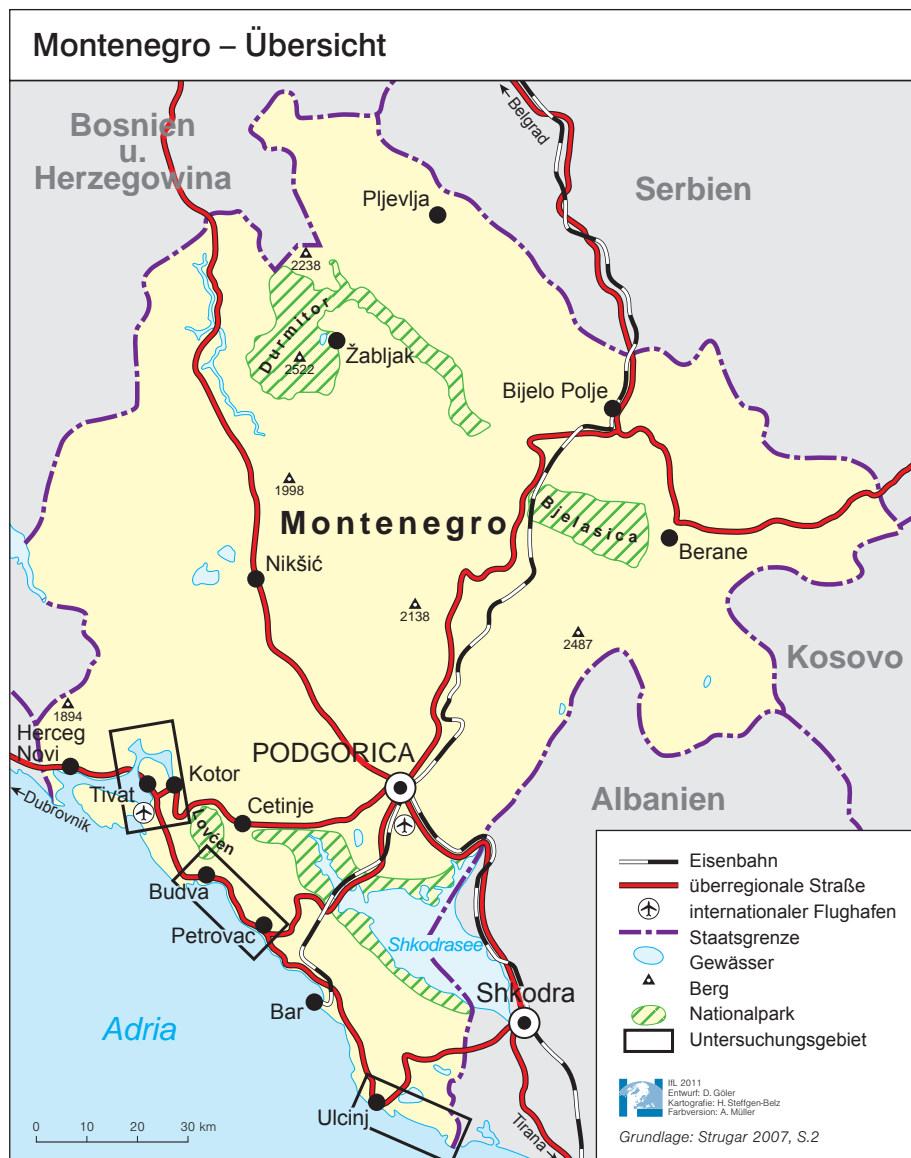 Montenegro – Übersicht
Bosnien
u.
Herzegowina
Belgrad
Serbien
Pljevlja
2238
Durmitor
2522
Žabljak
Bijelo Polje
1998
Montenegro
Bjelasica
Berane
Nikšić
2138
2487
Kosovo
1894
Herceg
Novi
PODGORICA
Kotor
Tivat
Dubrovnik
Cetinje
Lovćen
Albanien
Budva
Petrovac
Shkodrasee
Shkodra
Bar
Adria
Ulcinj
Tirana
0 10 20 30 km
Eisenbahn
überregionale Straße
internationaler Flughafen
Staatsgrenze
Gewässer
Berg
Nationalpark
Untersuchungsgebiet
IfL 2011
Entwurf: D. Göler
Kartografie: H. Steffgen-Belz
Farbversion: A. Müller
Grundlage: Strugar 2007, S.2